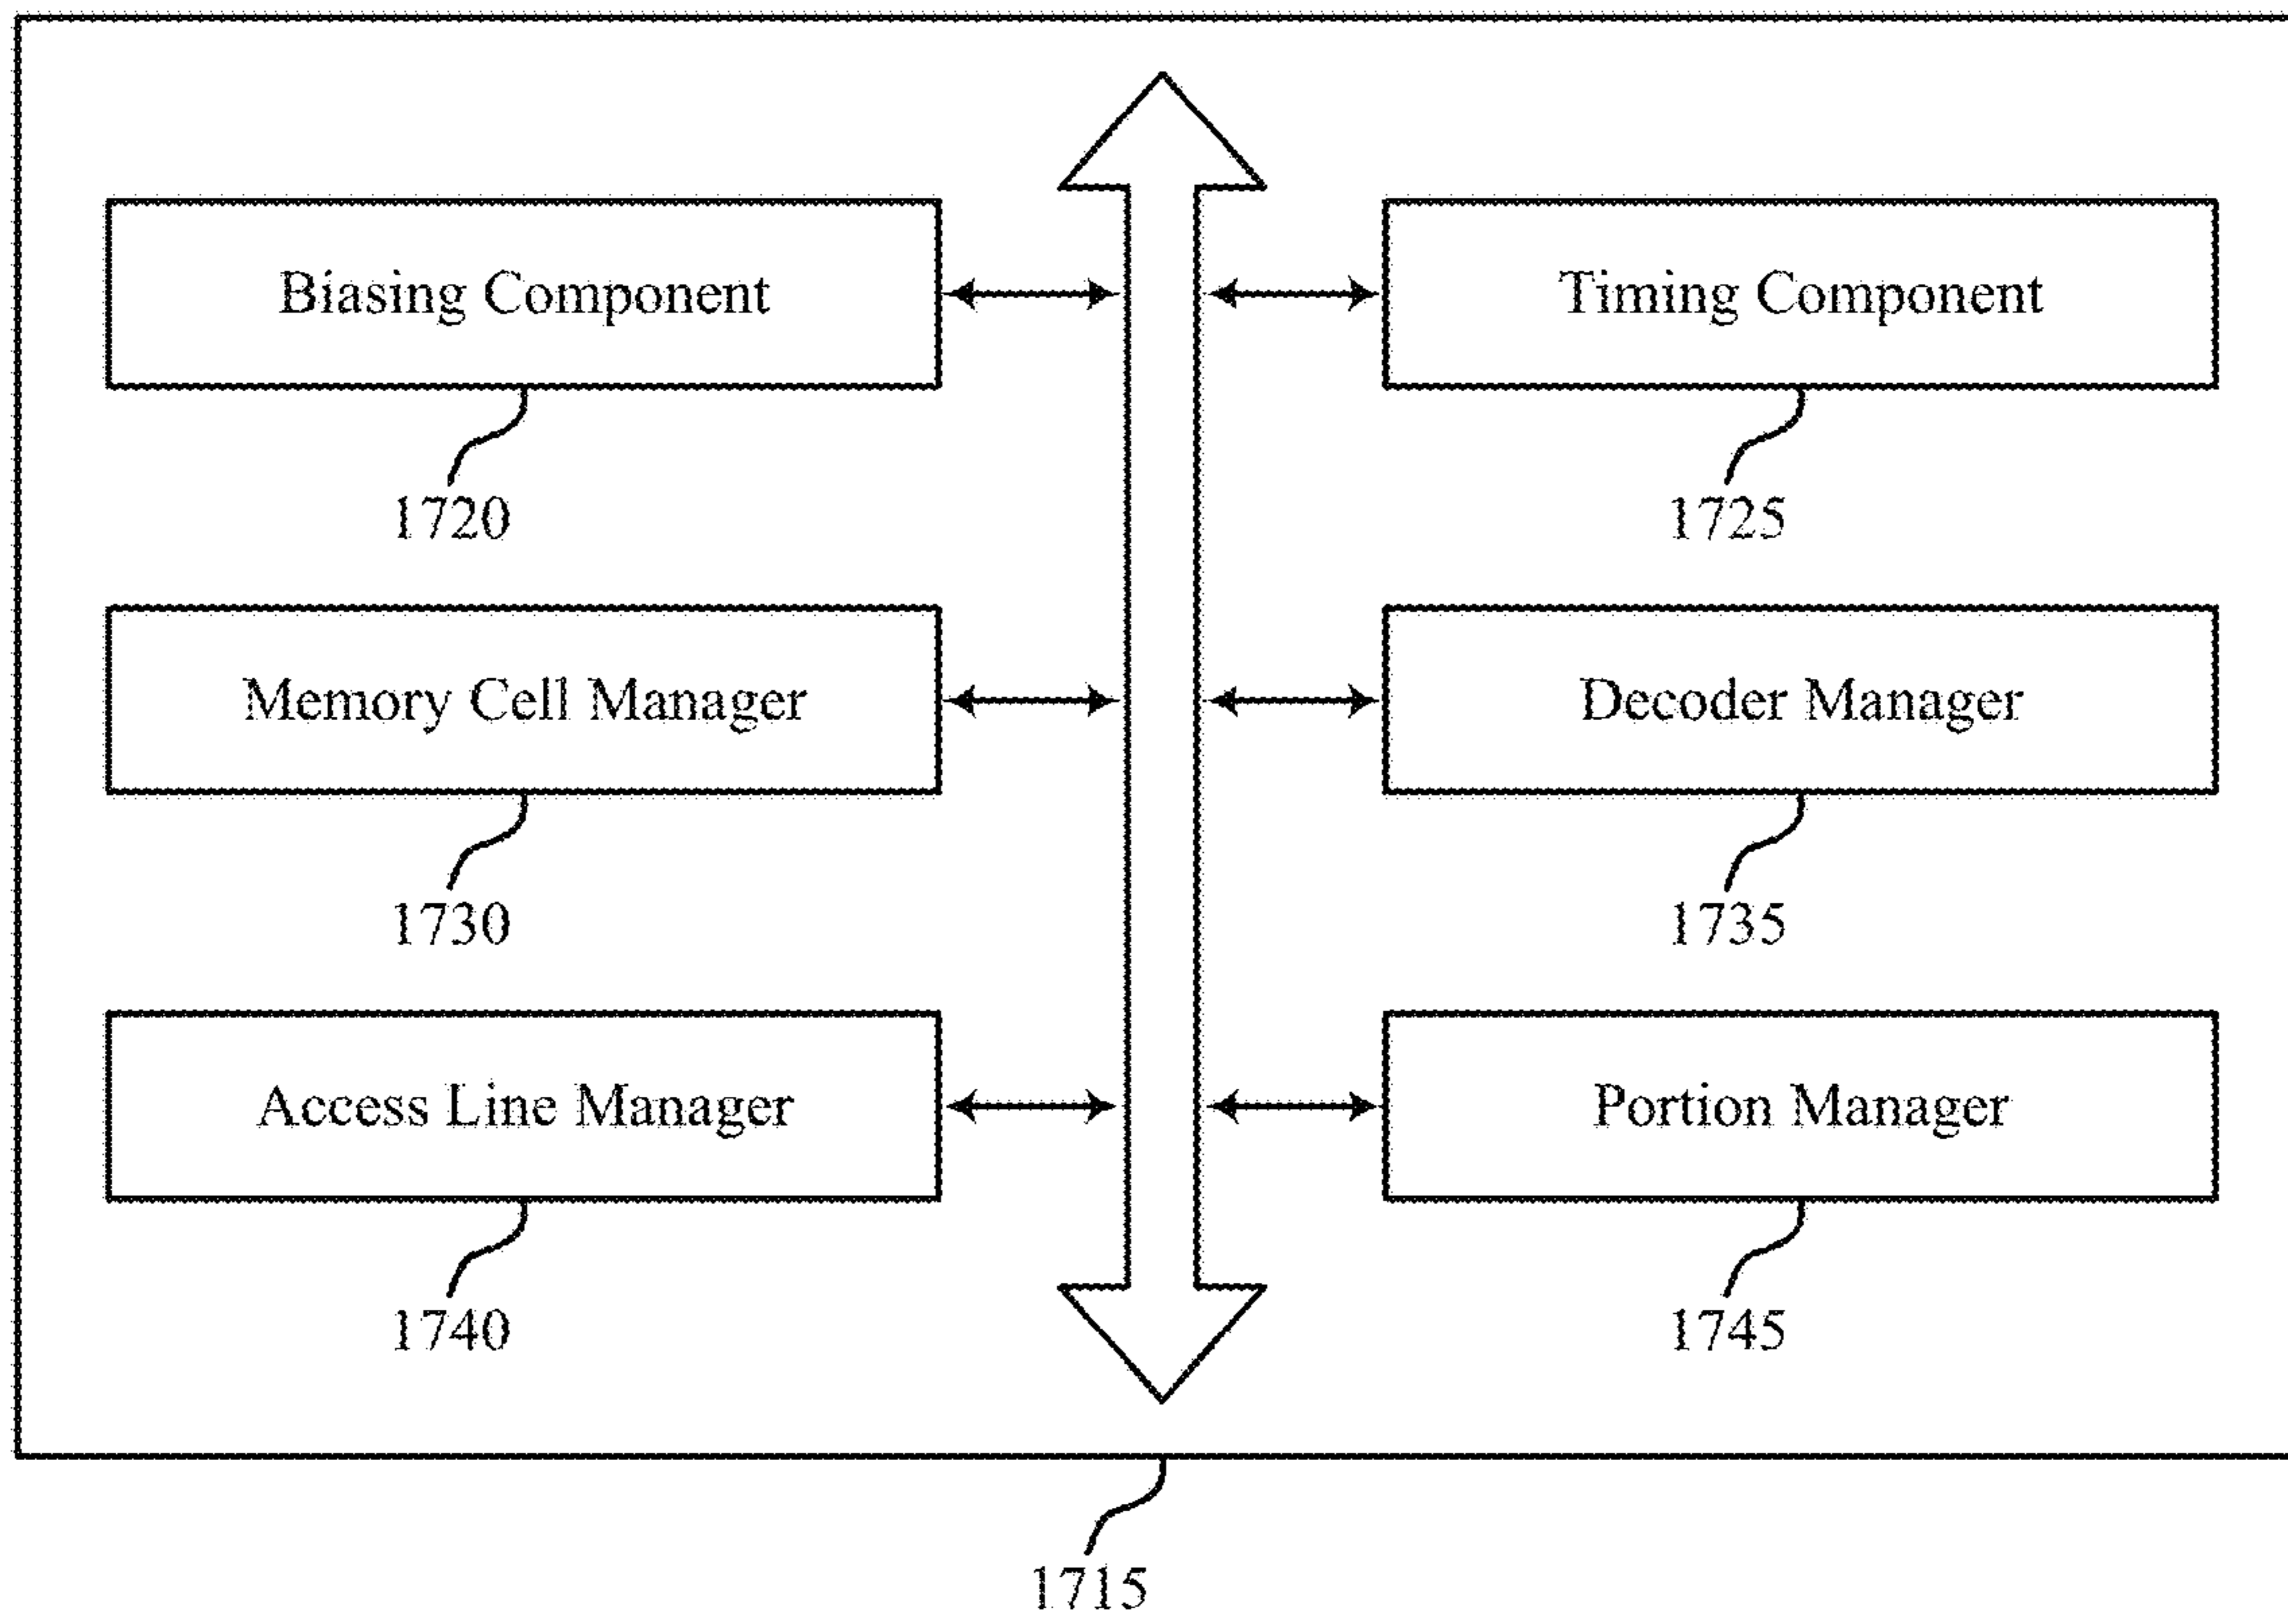 Biasing Component
Timing Component
1720
1725
Memory Cell Manager
Decoder Manager
1730
1735
Access Line Manager
Portion Manager
1740
1745
1715